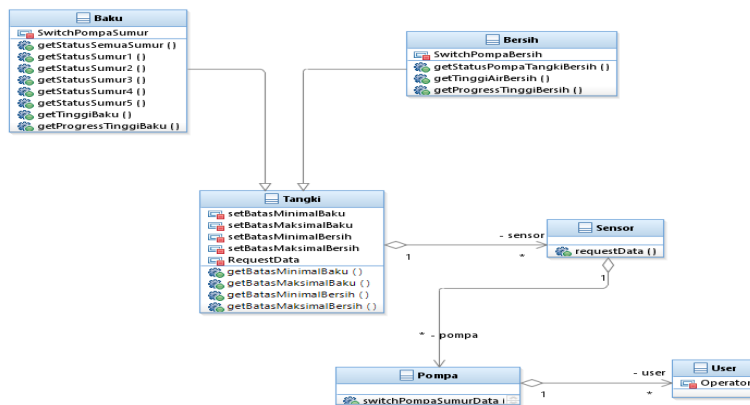 Baku
SwitchPompaSumur
getStatusSemuaSumur ( )
getStatusSumur1 ( )
getStatusSumur2 ( )
getStatusSumur3 ( )
getStatusSumur4 ( )
getStatusSumur5 ( )
getTinggiBaku ( )
getProgressTinggiBaku ( )
Bersih
SwitchPompaBersih
getStatusPompaTangkiBersih ( )
getTinggiAirBersih ( )
getProgressTinggiBersih ( )
Tangki
setBatasMinimalBaku
setBatasMaksimalBaku
setBatasMinimalBersih
setBatasMaksimalBersih
RequestData
getBatasMinimalBaku ( )
getBatasMaksimalBaku ( )
getBatasMinimalBersih ( )
getBatasMaksimalBersih ( )
- sensor
1
*
Sensor
requestData ( )
1
* - pompa
Pompa
switchPompaSumurData
- user
1
*
User
Operator